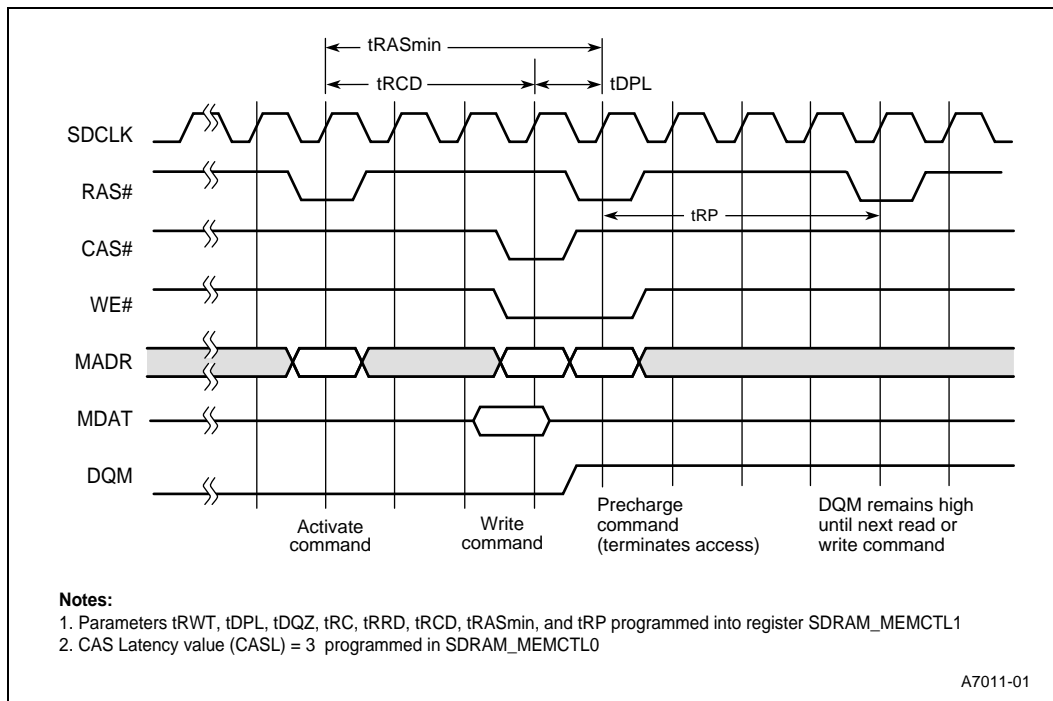 tRASmin
tRCD
tDPL
SDCLK
RAS#
tRP
CAS#
WE#
MADR
MDAT
DQM
Activate
command
Write
command
Precharge
command
(terminates access)
DQM remains high
until next read or
write command
Notes:
1. Parameters tRWT, tDPL, tDQZ, tRC, tRRD, tRCD, tRASmin, and tRP programmed into register SDRAM_MEMCTL1
2. CAS Latency value (CASL) = 3 programmed in SDRAM_MEMCTL0
A7011-01